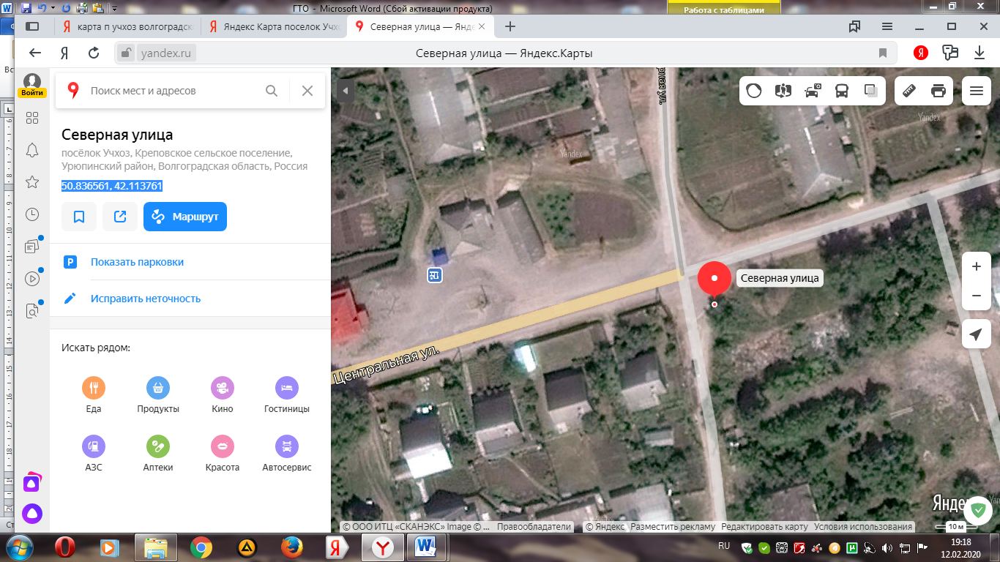 ГТО - Microsoft Word (Сбой активации продукта)
Работа с таблицами
карта п учхоз волгоградск
Яндекс Карта поселок Учхо
Северная улица — Янде
yandex.ru
Северная улица — Яндекс.Карты
Войти
Поиск мест и адресов
Северная улица
посёлок Учхоз, Креповское сельское поселение,
Урюпинский район, Волгоградская область, Россия
50.836561, 42.113761
Маршрут
Показать парковки
Исправить неточность
Искать рядом:
Еда
Продукты
Кино
Гостиницы
АЗС
Аптеки
Красота
Автосервис
рная ул.
Yandex
Yandex
Северная улица
Центральная ул.
Яндекс
10 м
© ООО ИТЦ «СКАНЭКС» Image © ... Правообладатели
© Яндекс Разместить рекламу Редактировать карту Условия использования
RU
19:18
12.02.2020